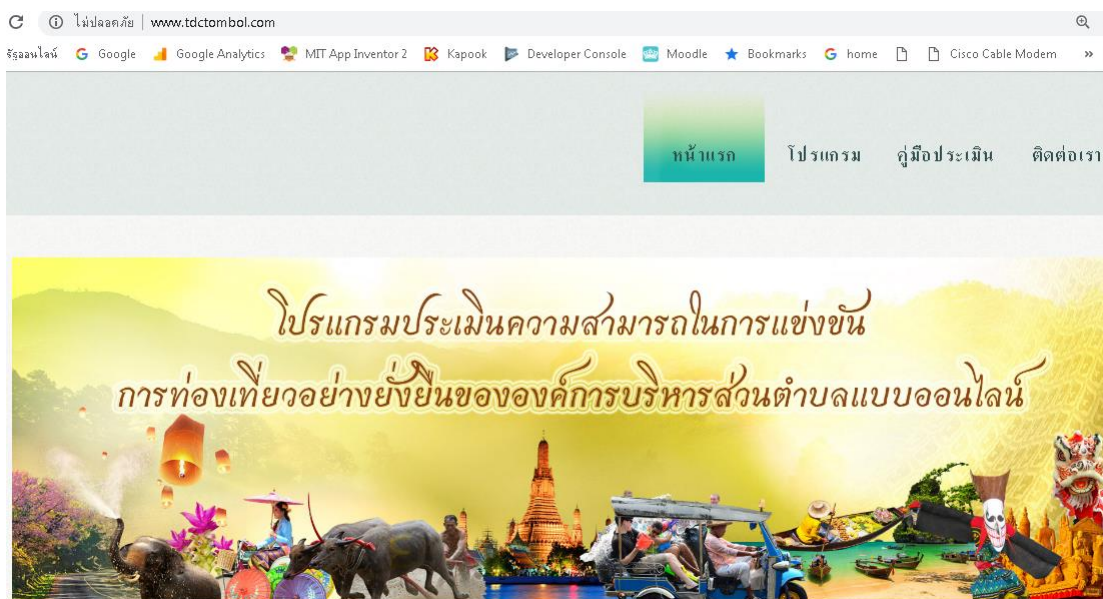 ไม่ปลอดภัย | www.tdctombol.com
รัฐออนไลน์ Google Google Analytics MIT App Inventor 2 Kapook Developer Console Moodle Bookmarks home Cisco Cable Modem »
หน้าแรก โปรแกรม คู่มือประเมิน ติดต่อเรา
โปรแกรมประเมินความสามารถในการแข่งขัน
การท่องเที่ยวอย่างยั่งยืนขององค์การบริหารส่วนตำบลแบบออนไลน์